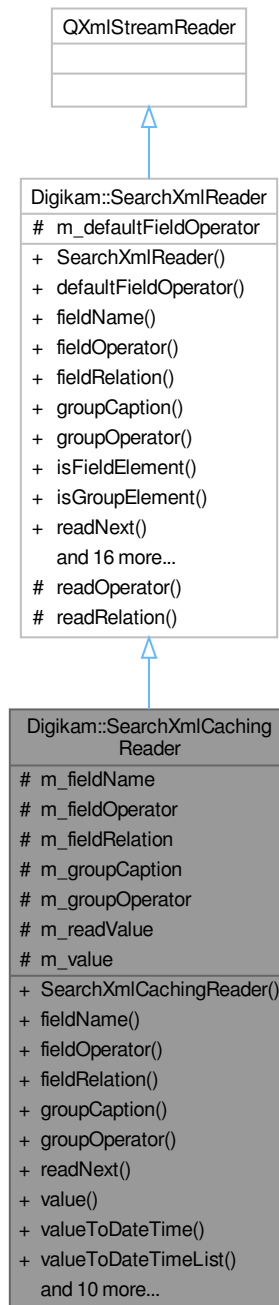 QXmlStreamReader
Digikam::SearchXmlReader
# m_defaultFieldOperator
+ SearchXmlReader()
+ defaultFieldOperator()
+ fieldName()
+ fieldOperator()
+ fieldRelation()
+ groupCaption()
+ groupOperator()
+ isFieldElement()
+ isGroupElement()
+ readNext()
and 16 more...
# readOperator()
# readRelation()
Digikam::SearchXmlCaching
Reader
# m_fieldName
# m_fieldOperator
# m_fieldRelation
# m_groupCaption
# m_groupOperator
# m_readValue
# m_value
+ SearchXmlCachingReader()
+ fieldName()
+ fieldOperator()
+ fieldRelation()
+ groupCaption()
+ groupOperator()
+ readNext()
+ value()
+ valueToDateTime()
+ valueToDateTimeList()
and 10 more...